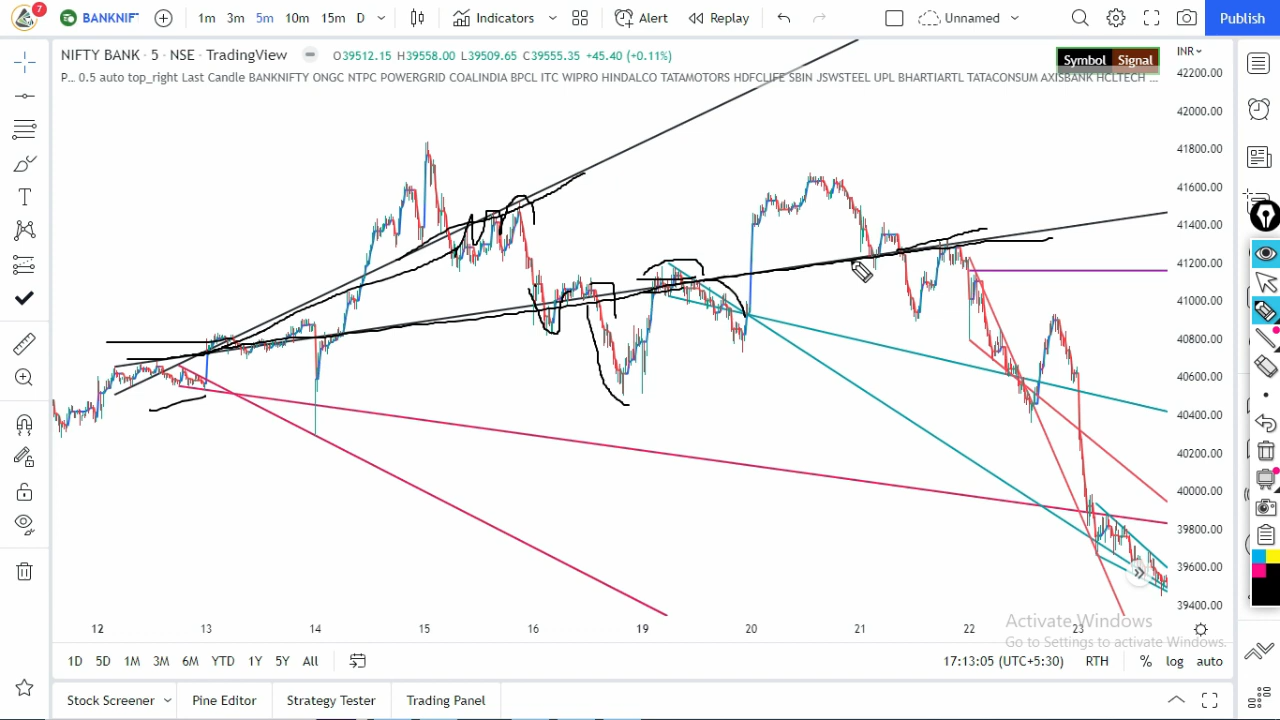 7
BANKNIF 1m 3m 5m 10m 15m D Indicators Alert Replay Unnamed Publish
NIFTY BANK · 5 · NSE · TradingView O39512.15 H39558.00 L39509.65 C39555.35 +45.40 (+0.11%)
P... 0.5 auto top_right Last Candle BANKNIFTY ONGC NTPC POWERGRID COALINDIA BPCL ITC WIPRO HINDALCO TATAMOTORS HDFCLIFE SBIN JSWSTEEL UPL BHARTIARTL TATACONSUM AXISBANK HCLTECH ...
Symbol Signal
INR
42200.00
42000.00
41800.00
41600.00
41400.00
41200.00
41000.00
40800.00
40600.00
40400.00
40200.00
40000.00
39800.00
39600.00
39400.00
12 13 14 15 16 19 20 21 22 23
Activate Windows
Go to Settings to activate Windows.
1D 5D 1M 3M 6M YTD 1Y 5Y All 17:13:05 (UTC+5:30) RTH % log auto
Stock Screener Pine Editor Strategy Tester Trading Panel